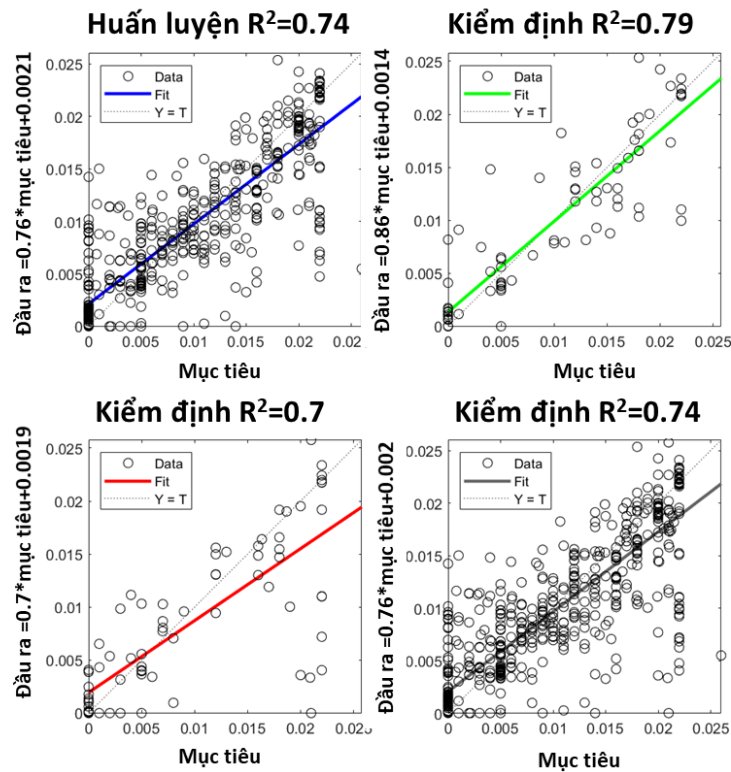 Huấn luyện R²=0.74
Đầu ra =0.76*mục tiêu+0.0021
0.025
0.02
0.015
0.01
0.005
0
Data
Fit
Y = T
0
0.005
0.01
0.015
0.02
0.02
Mục tiêu
Kiểm định R²=0.79
Đầu ra =0.86*mục tiêu+0.0014
0.025
0.02
0.015
0.01
0.005
0
Data
Fit
Y = T
0
0.005
0.01
0.015
0.02
0.025
Mục tiêu
Kiểm định R²=0.7
Đầu ra =0.7*mục tiêu+0.0019
0.025
0.02
0.015
0.01
0.005
0
Data
Fit
Y = T
0
0.005
0.01
0.015
0.02
0.025
Mục tiêu
Kiểm định R²=0.74
Đầu ra =0.76*mục tiêu+0.002
0.025
0.02
0.015
0.01
0.005
0
Data
Fit
Y = T
0
0.005
0.01
0.015
0.02
0.025
Mục tiêu